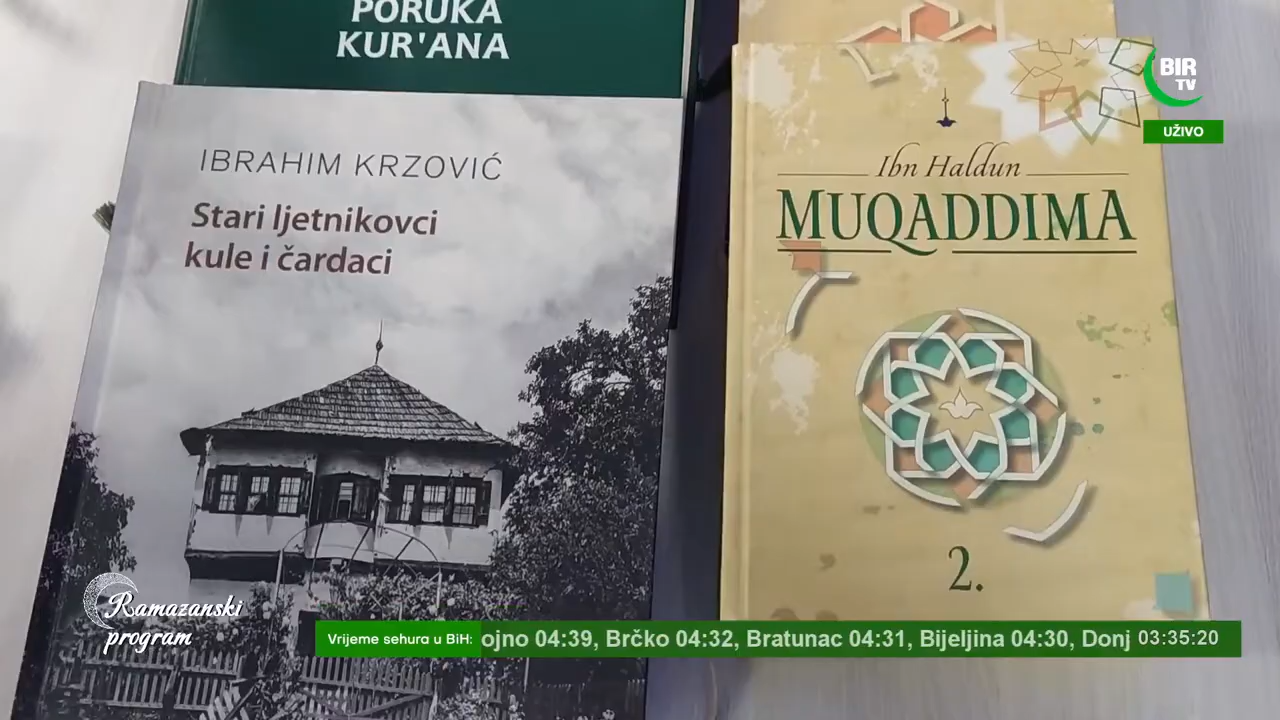 PORUKA
KUR'ANA
IBRAHIM KRZOVIĆ
Stari ljetnikovci
kule i čardaci
Ibn Haldun
MUQADDIMA
2.
BIR
TV
UŽIVO
Ramazanski
program
Vrijeme sehura u BiH:
ojno 04:39, Brčko 04:32, Bratunac 04:31, Bijeljina 04:30, Donj
03:35:20